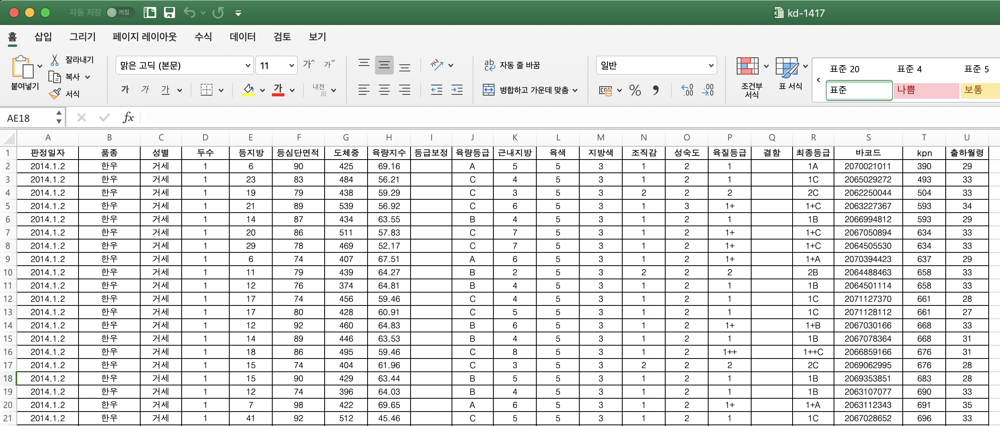 자동 저장 꺼짐 kd-1417
홈 삽입 그리기 페이지 레이아웃 수식 데이터 검토 보기
붙여넣기 잘라내기 복사 서식
맑은 고딕 (본문) 11 가 가
가 가 가 가 내천 川
가나 ab c 자동 줄 바꿈
병합하고 가운데 맞춤
일반
% , .0 .00 .00 .0
조건부 서식 표 서식
표준 20 표준 4 표준 5
표준 나쁨 보통
AE18 fx
A B C D E F G H I J K L M N O P Q R S T U
1 판정일자 품종 성별 두수 등지방 등심단면적 도체중 육량지수 등급보정 육량등급 근내지방 육색 지방색 조직감 성숙도 육질등급 결함 최종등급 바코드 kpn 출하월령
2 2014.1.2 한우 거세 1 6 90 425 69.16 A 5 5 3 1 2 1 1A 2070021011 390 29
3 2014.1.2 한우 거세 1 23 83 484 56.21 C 4 5 3 1 2 1 1C 2065029272 493 33
4 2014.1.2 한우 거세 1 19 79 438 59.29 C 3 5 3 2 2 2 2C 2062250044 504 33
5 2014.1.2 한우 거세 1 21 89 539 56.92 C 6 5 3 1 3 1+ 1+C 2063227367 593 34
6 2014.1.2 한우 거세 1 14 87 434 63.55 B 4 5 3 1 2 1 1B 2066994812 593 29
7 2014.1.2 한우 거세 1 20 86 511 57.83 C 7 5 3 1 2 1+ 1+C 2067050894 634 33
8 2014.1.2 한우 거세 1 29 78 469 52.17 C 7 5 3 1 2 1+ 1+C 2064505530 634 33
9 2014.1.2 한우 거세 1 6 74 407 67.51 A 6 5 3 1 2 1+ 1+A 2070394423 637 29
10 2014.1.2 한우 거세 1 11 79 439 64.27 B 2 5 3 2 2 2 2B 2064488463 658 33
11 2014.1.2 한우 거세 1 12 76 374 64.81 B 4 5 3 1 2 1 1B 2064501114 658 33
12 2014.1.2 한우 거세 1 17 74 456 59.46 C 4 5 3 1 2 1 1C 2071127370 661 28
13 2014.1.2 한우 거세 1 17 80 428 60.91 C 5 5 3 1 2 1 1C 2071128112 661 27
14 2014.1.2 한우 거세 1 12 92 460 64.83 B 6 5 3 1 2 1+ 1+B 2067030166 668 33
15 2014.1.2 한우 거세 1 14 89 446 63.53 B 4 5 3 1 2 1 1B 2067078364 668 31
16 2014.1.2 한우 거세 1 18 86 495 59.46 C 8 5 3 1 2 1++ 1++C 2066859166 676 31
17 2014.1.2 한우 거세 1 15 74 404 61.96 C 3 5 3 2 2 2 2C 2069062995 676 28
18 2014.1.2 한우 거세 1 15 90 429 63.44 B 5 5 3 1 2 1 1B 2069353851 683 28
19 2014.1.2 한우 거세 1 12 74 396 64.03 B 4 5 3 1 2 1 1B 2063107077 690 33
20 2014.1.2 한우 거세 1 7 98 422 69.65 A 6 5 3 1 2 1+ 1+A 2063112343 691 35
21 2014.1.2 한우 거세 1 41 92 512 45.46 C 5 5 3 1 2 1 1C 2067028652 696 33